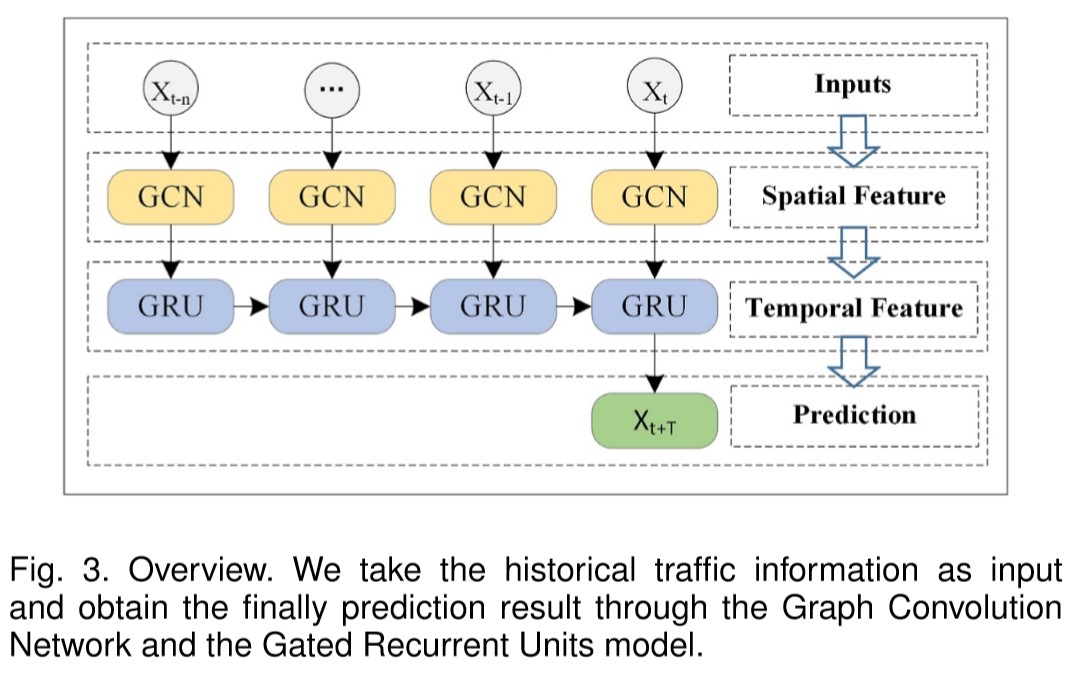 X_{t-n} ... X_{t-1} X_t Inputs
GCN GCN GCN GCN Spatial Feature
GRU GRU GRU GRU Temporal Feature
X_{t+T} Prediction
Fig. 3. Overview. We take the historical traffic information as input
and obtain the finally prediction result through the Graph Convolution
Network and the Gated Recurrent Units model.